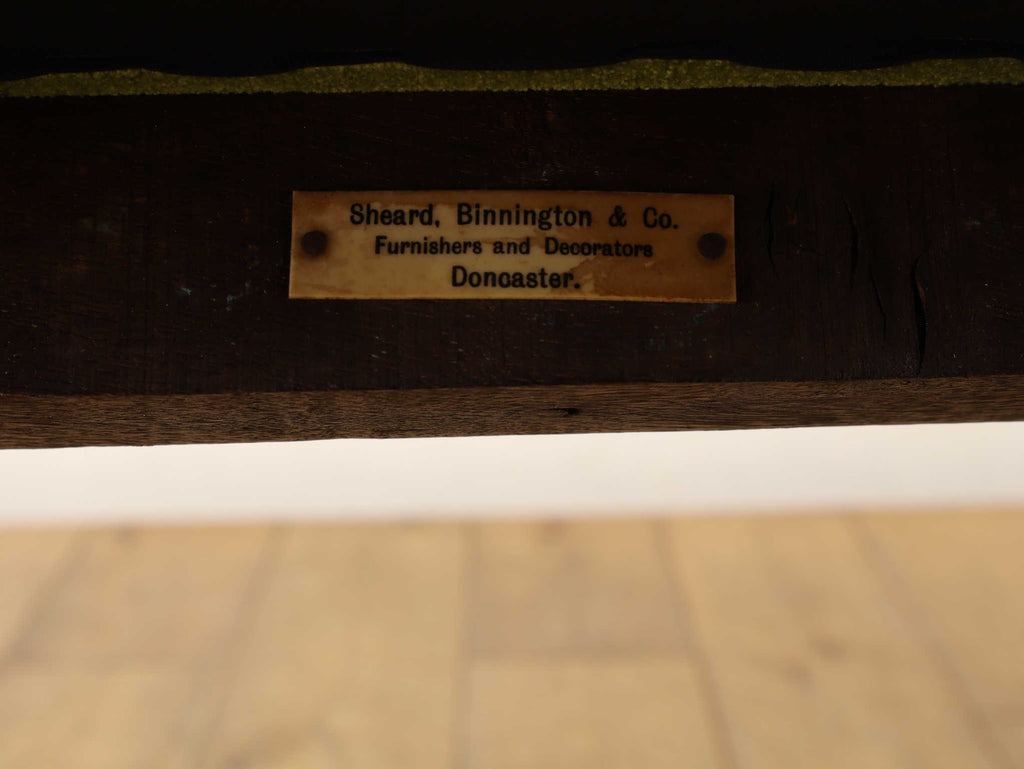 Sheard, Binnington & Co.
Furnishers and Decorators
Doncaster.